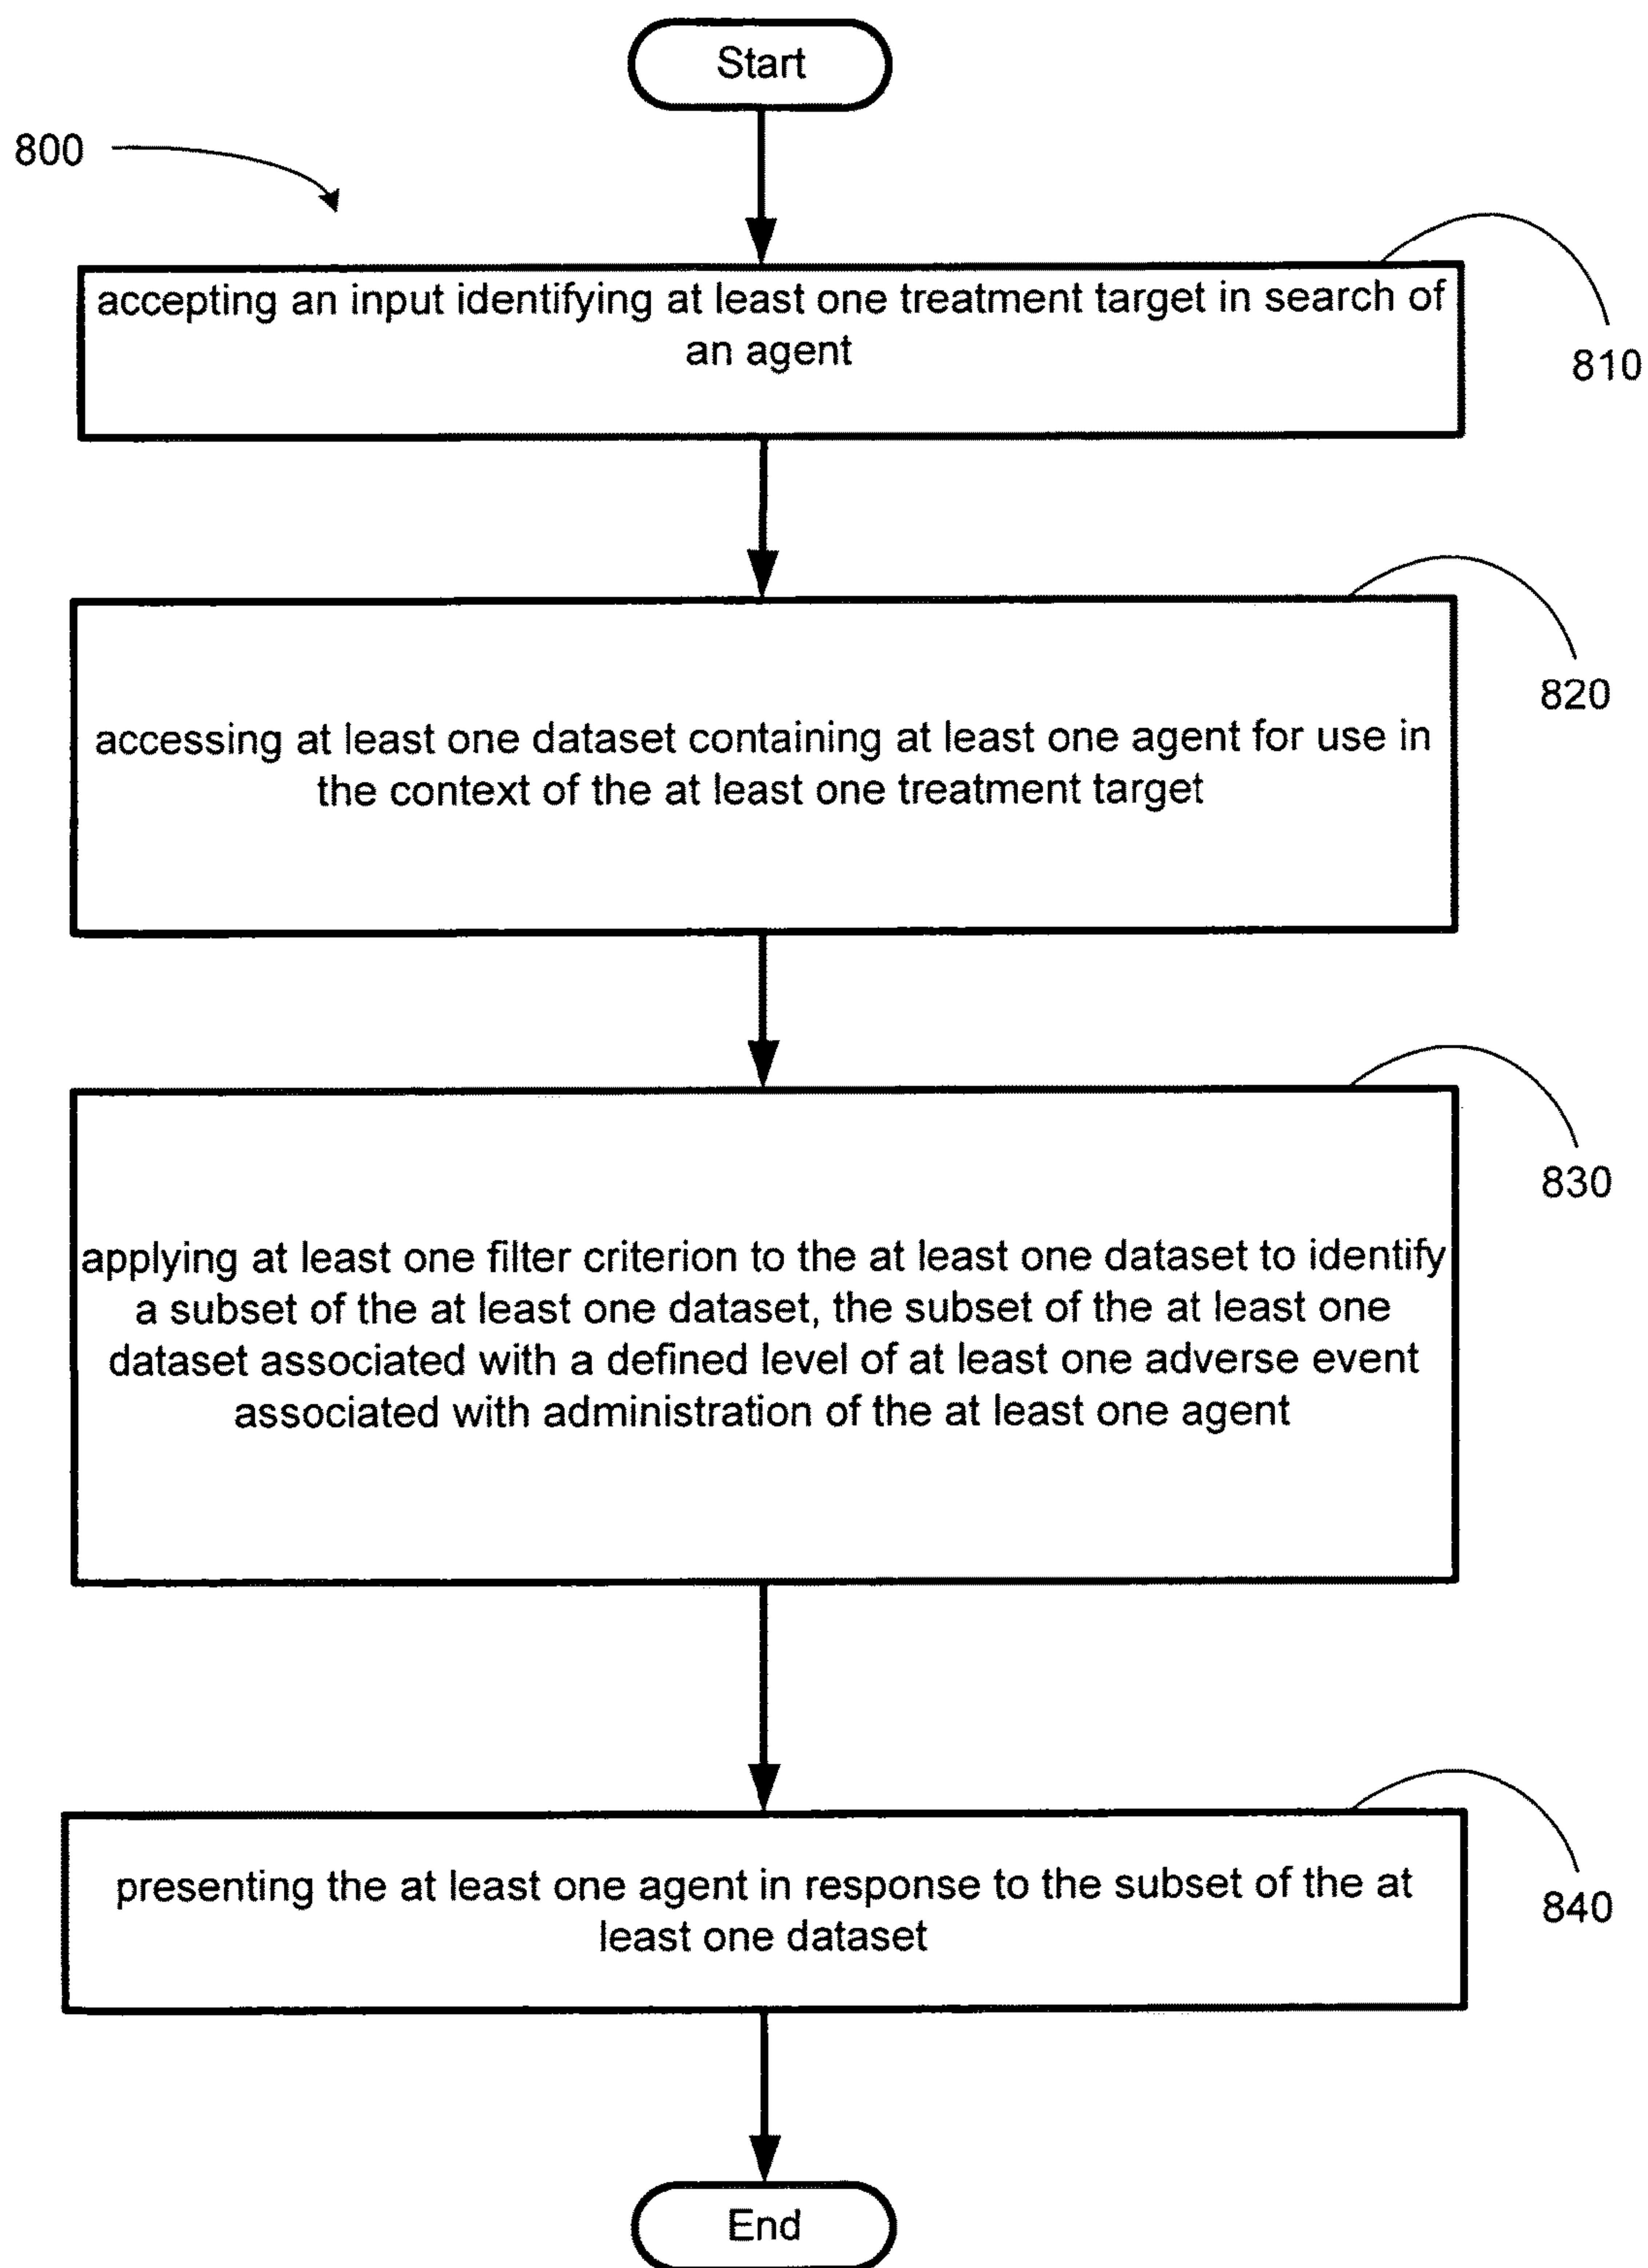 Start
800
accepting an input identifying at least one treatment target in search of
an agent
810
820
accessing at least one dataset containing at least one agent for use in
the context of the at least one treatment target
830
applying at least one filter criterion to the at least one dataset to identify
a subset of the at least one dataset, the subset of the at least one
dataset associated with a defined level of at least one adverse event
associated with administration of the at least one agent
840
presenting the at least one agent in response to the subset of the at
least one dataset
End